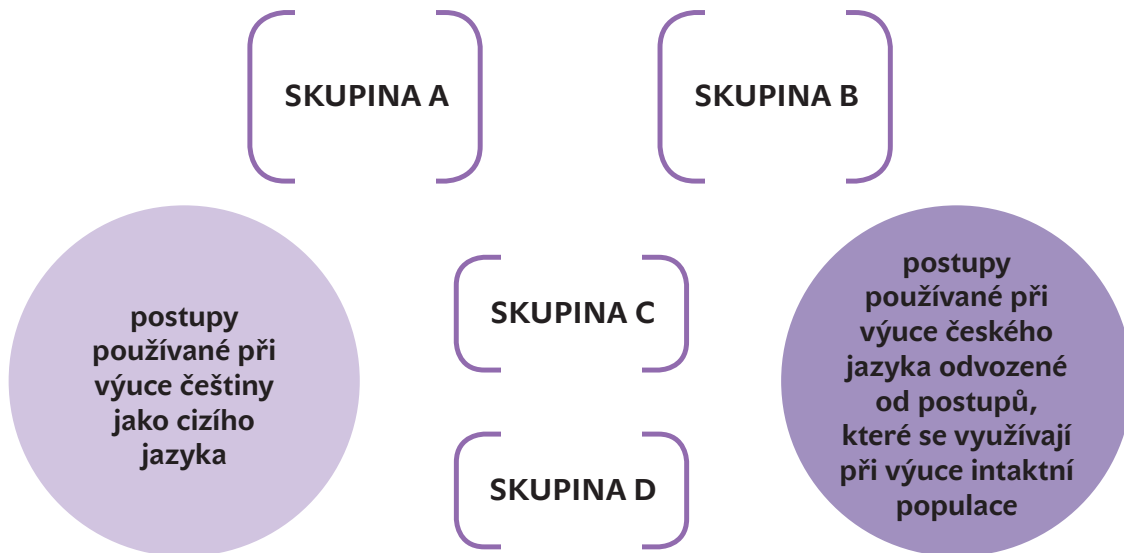 SKUPINA A
SKUPINA B
postupy
používané při
výuce češtiny
jako cizího
jazyka
SKUPINA C
SKUPINA D
postupy
používané při
výuce českého
jazyka odvozené
od postupů,
které se využívají
při výuce intaktní
populace